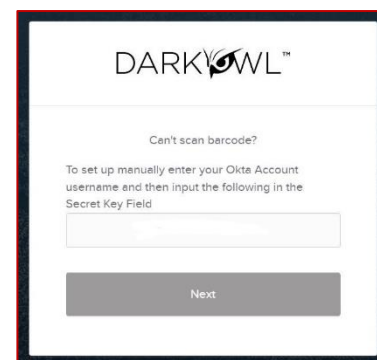 DARKOWL™
Can't scan barcode?
To set up manually enter your Okta Account
username and then input the following in the
Secret Key Field
Next